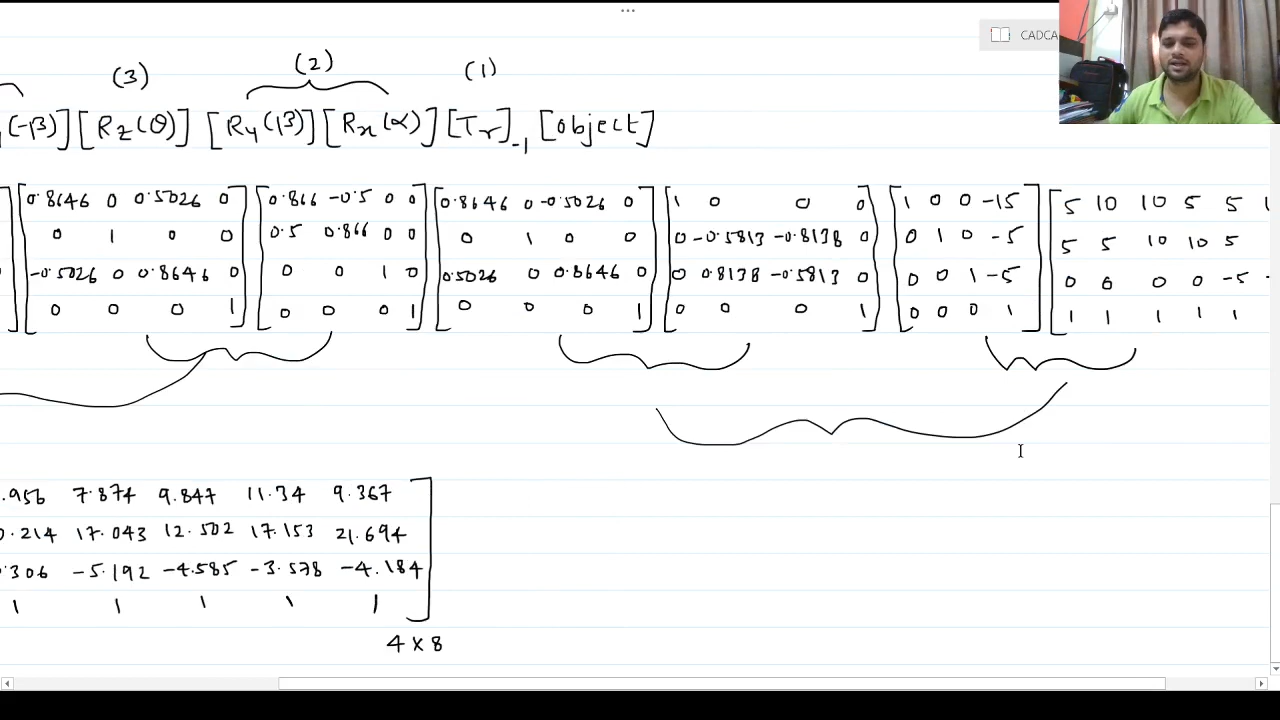 ...
CADCA
(3) (2) (1)
(-β)] [Rz(θ)] [Ry(β)] [Rx(α)] [Tr]-1 [object]
0.8646 0 0.5026 0 0.866 -0.5 0 0 0.8646 0 -0.5026 0 1 0 0 0 1 0 0 -15 5 10 10 5 5
0 1 0 0 0.5 0.866 0 0 0 1 0 0 0 -0.5813 -0.8138 0 0 1 0 -5 5 5 10 10 5
-0.5026 0 0.8646 0 0 0 1 0 0.5026 0 0.8646 0 0 0.8138 -0.5813 0 0 0 1 -5 0 0 0 0 -5
0 0 0 1 0 0 0 1 0 0 0 1 0 0 0 1 0 0 0 1 1 1 1 1 1
.956 7.874 9.847 11.34 9.367
.214 17.043 12.502 17.153 21.694
.306 -5.192 -4.585 -3.578 -4.184
1 1 1 1 1
4 x 8